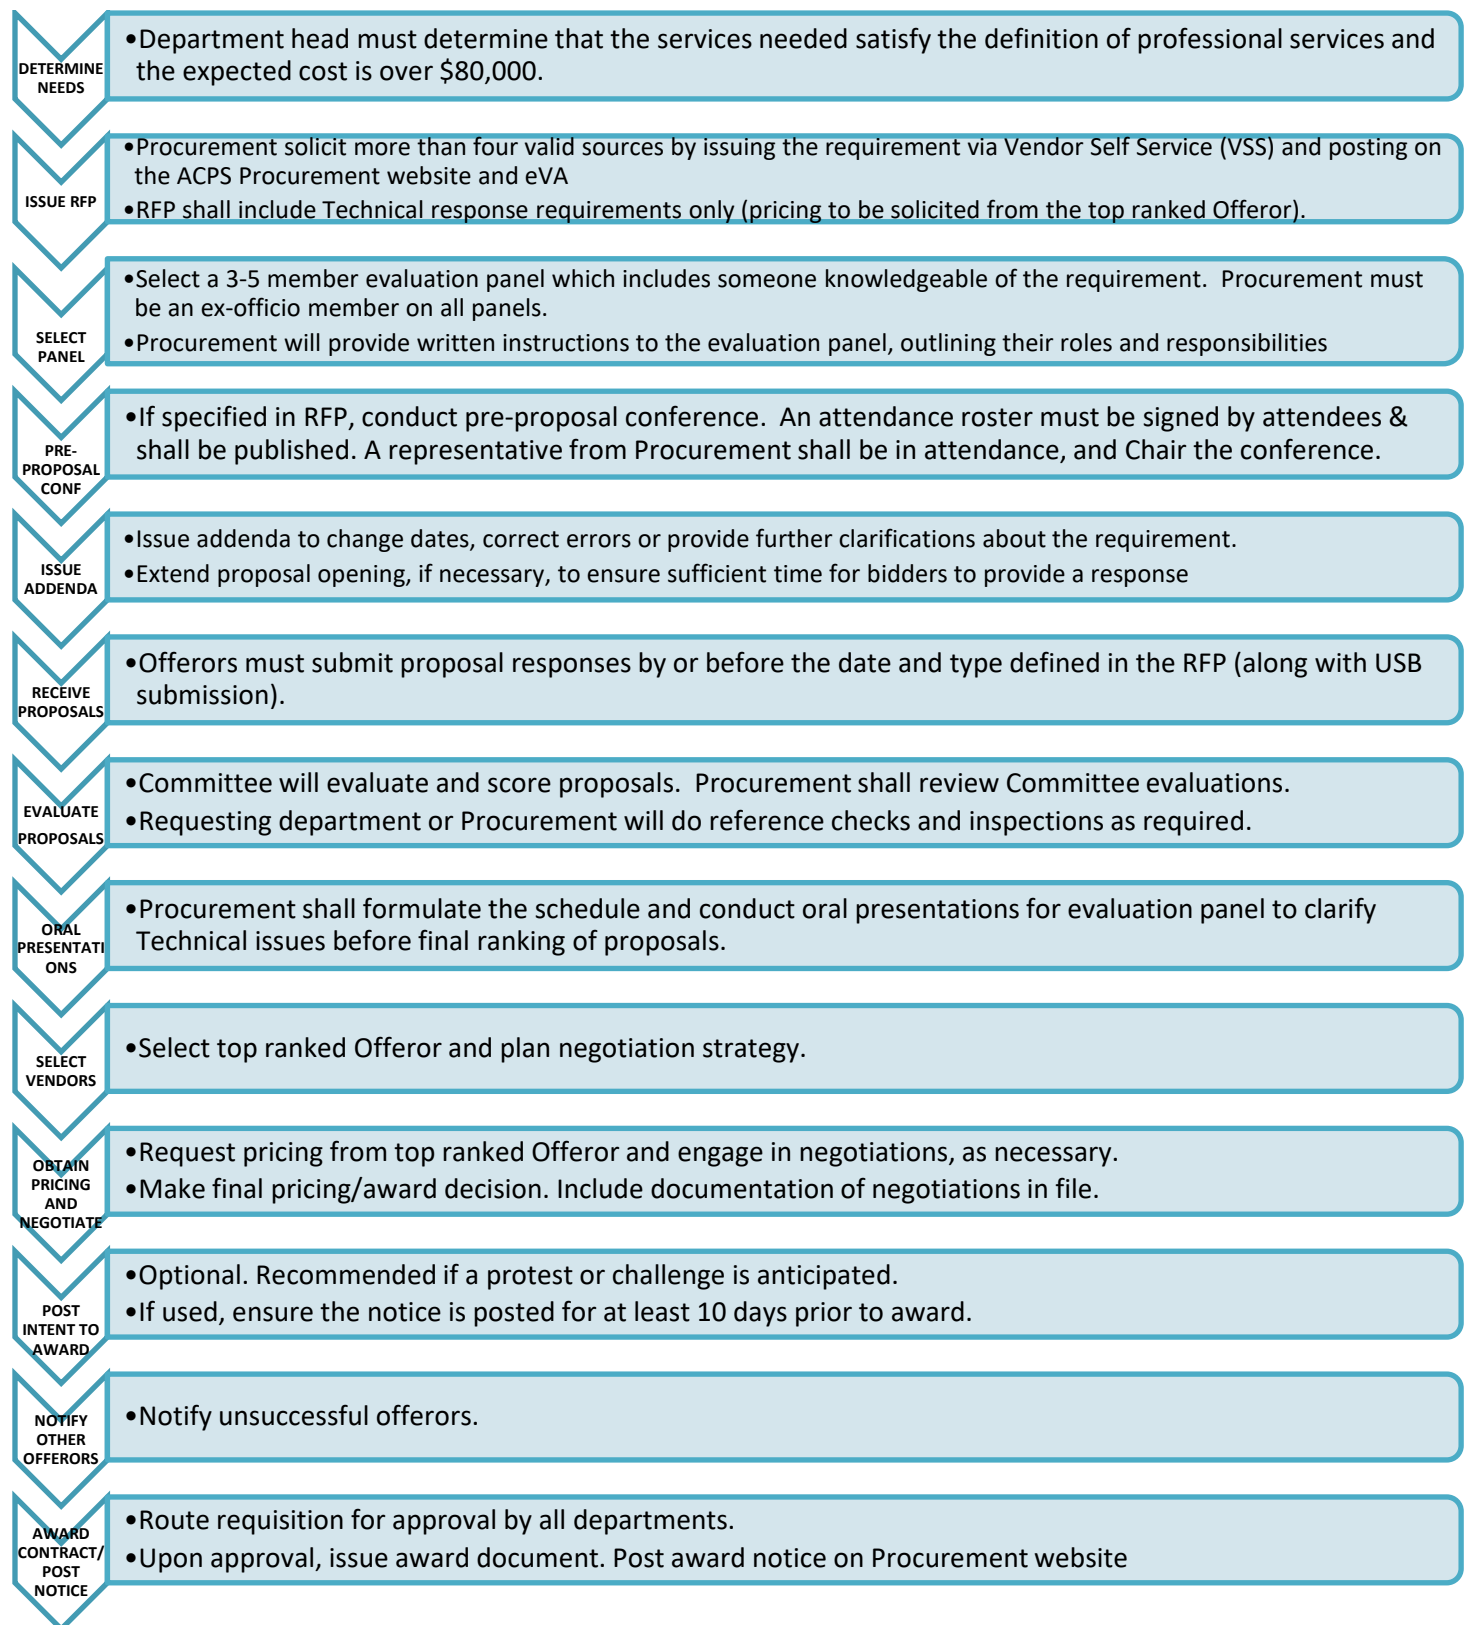 DETERMINE
NEEDS
•Department head must determine that the services needed satisfy the definition of professional services and
the expected cost is over $80,000.
ISSUE RFP
•Procurement solicit more than four valid sources by issuing the requirement via Vendor Self Service (VSS) and posting on
the ACPS Procurement website and eVA
•RFP shall include Technical response requirements only (pricing to be solicited from the top ranked Offeror).
SELECT
PANEL
•Select a 3-5 member evaluation panel which includes someone knowledgeable of the requirement.  Procurement must
be an ex-officio member on all panels.
•Procurement will provide written instructions to the evaluation panel, outlining their roles and responsibilities
PRE-
PROPOSAL
CONF
•If specified in RFP, conduct pre-proposal conference.  An attendance roster must be signed by attendees &
shall be published. A representative from Procurement shall be in attendance, and Chair the conference.
ISSUE
ADDENDA
•Issue addenda to change dates, correct errors or provide further clarifications about the requirement.
•Extend proposal opening, if necessary, to ensure sufficient time for bidders to provide a response
RECEIVE
PROPOSALS
•Offerors must submit proposal responses by or before the date and type defined in the RFP (along with USB
submission).
EVALUATE
PROPOSALS
•Committee will evaluate and score proposals.  Procurement shall review Committee evaluations.
•Requesting department or Procurement will do reference checks and inspections as required.
ORAL
PRESENTATI
ONS
•Procurement shall formulate the schedule and conduct oral presentations for evaluation panel to clarify
Technical issues before final ranking of proposals.
SELECT
VENDORS
•Select top ranked Offeror and plan negotiation strategy.
OBTAIN
PRICING
AND
NEGOTIATE
•Request pricing from top ranked Offeror and engage in negotiations, as necessary.
•Make final pricing/award decision. Include documentation of negotiations in file.
POST
INTENT TO
AWARD
•Optional. Recommended if a protest or challenge is anticipated.
•If used, ensure the notice is posted for at least 10 days prior to award.
NOTIFY
OTHER
OFFERORS
•Notify unsuccessful offerors.
AWARD
CONTRACT/
POST
NOTICE
•Route requisition for approval by all departments.
•Upon approval, issue award document. Post award notice on Procurement website